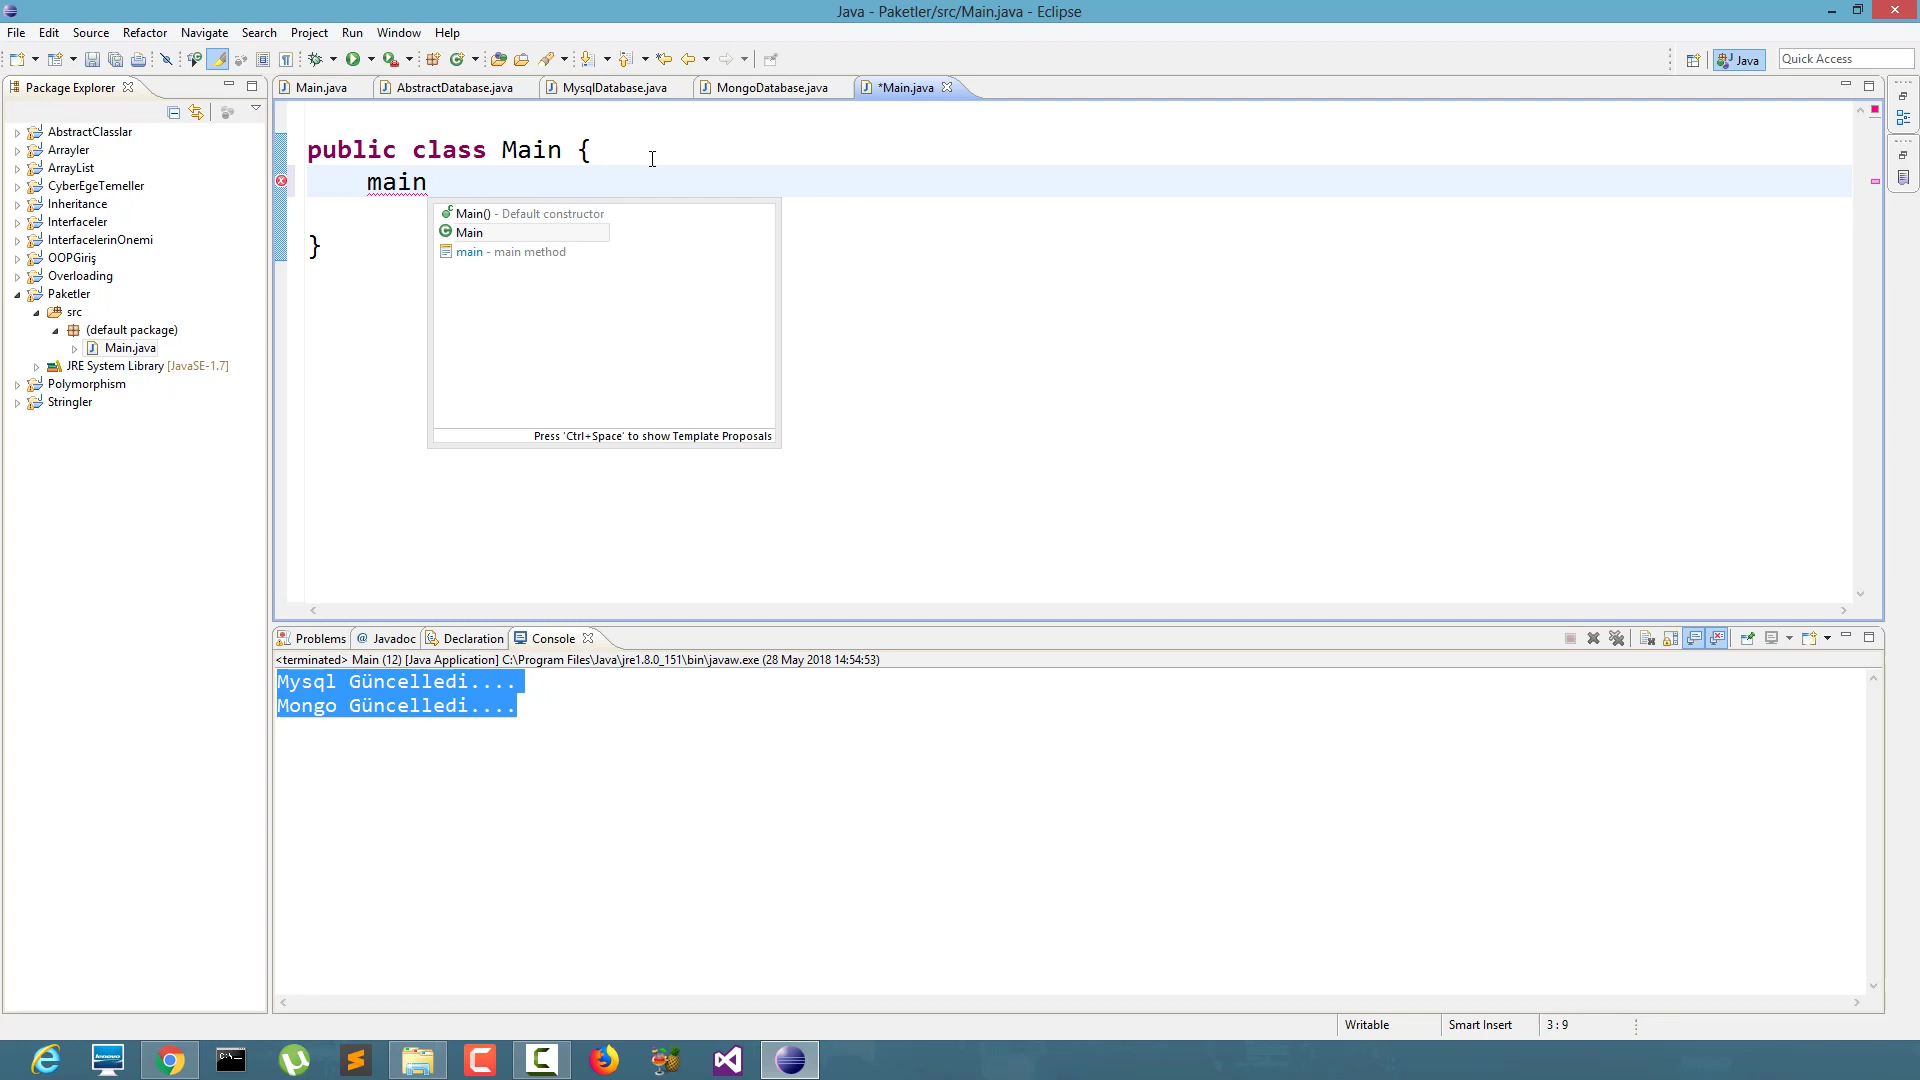 Java - Paketler/src/Main.java - Eclipse
File Edit Source Refactor Navigate Search Project Run Window Help
Java
Quick Access
Package Explorer
Main.java
AbstractDatabase.java
MysqlDatabase.java
MongoDatabase.java
*Main.java
AbstractClasslar
Arrayler
ArrayList
CyberEgeTemeller
Inheritance
Interfaceler
InterfacelerinOnemi
OOPGiriş
Overloading
Paketler
src
(default package)
Main.java
JRE System Library [JavaSE-1.7]
Polymorphism
Stringler
public class Main {
main
}
Main() - Default constructor
Main
main - main method
Press 'Ctrl+Space' to show Template Proposals
Problems
Javadoc
Declaration
Console
<terminated> Main (12) [Java Application] C:\Program Files\Java\jre1.8.0_151\bin\javaw.exe (28 May 2018 14:54:53)
Mysql Güncelledi....
Mongo Güncelledi....
Writable
Smart Insert
3 : 9